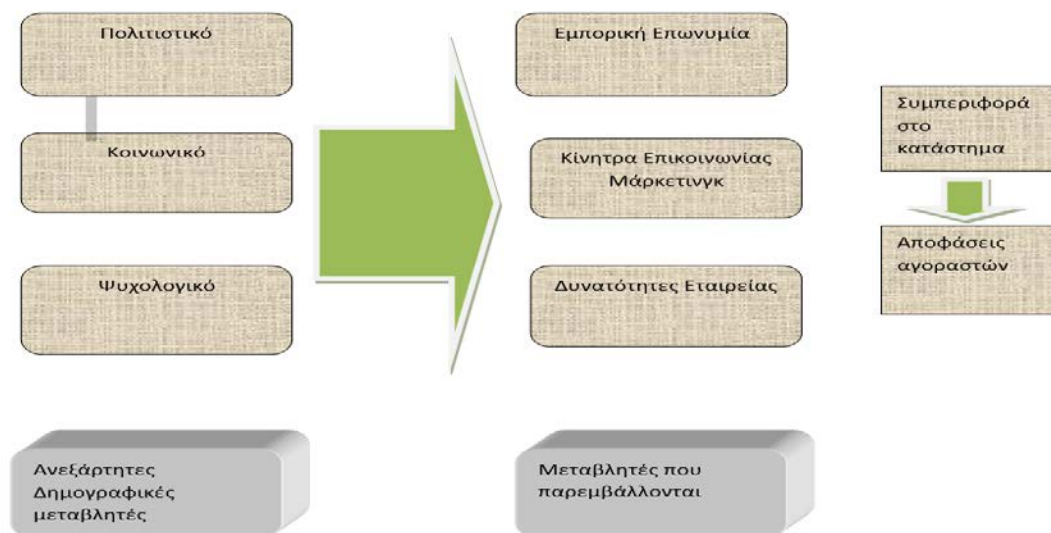 Πολιτιστικό
Κοινωνικό
Ψυχολογικό
Εμπορική Επωνυμία
Κίνητρα Επικοινωνίας
Μάρκετινγκ
Δυνατότητες Εταιρείας
Συμπεριφορά
στο
κατάστημα
Αποφάσεις
αγοραστών
Ανεξάρτητες
Δημογραφικές
μεταβλητές
Μεταβλητές που
παρεμβάλλονται